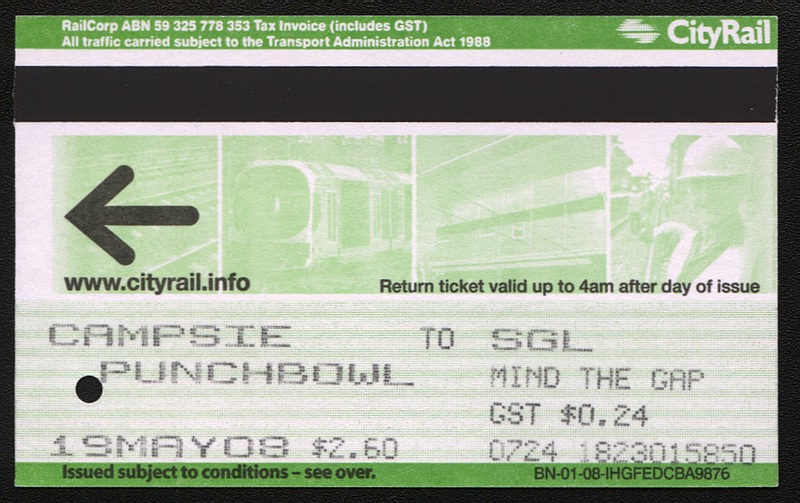 RailCorp ABN 59 325 778 353 Tax Invoice (includes GST)
All traffic carried subject to the Transport Administration Act 1988
CityRail
www.cityrail.info
Return ticket valid up to 4am after day of issue
CAMPSIE TO SGL
PUNCHBOWL MIND THE GAP
GST $0.24
19MAY08 $2.60 0724 1823015850
Issued subject to conditions – see over. BN-01-08-IHGFEDCBA9876